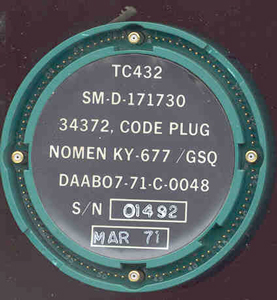 TC432
SM-D-171730
34372, CODE PLUG
NOMEN KY-677 /GSQ
DAAB07-71-C-0048
S/N 01492
MAR 71